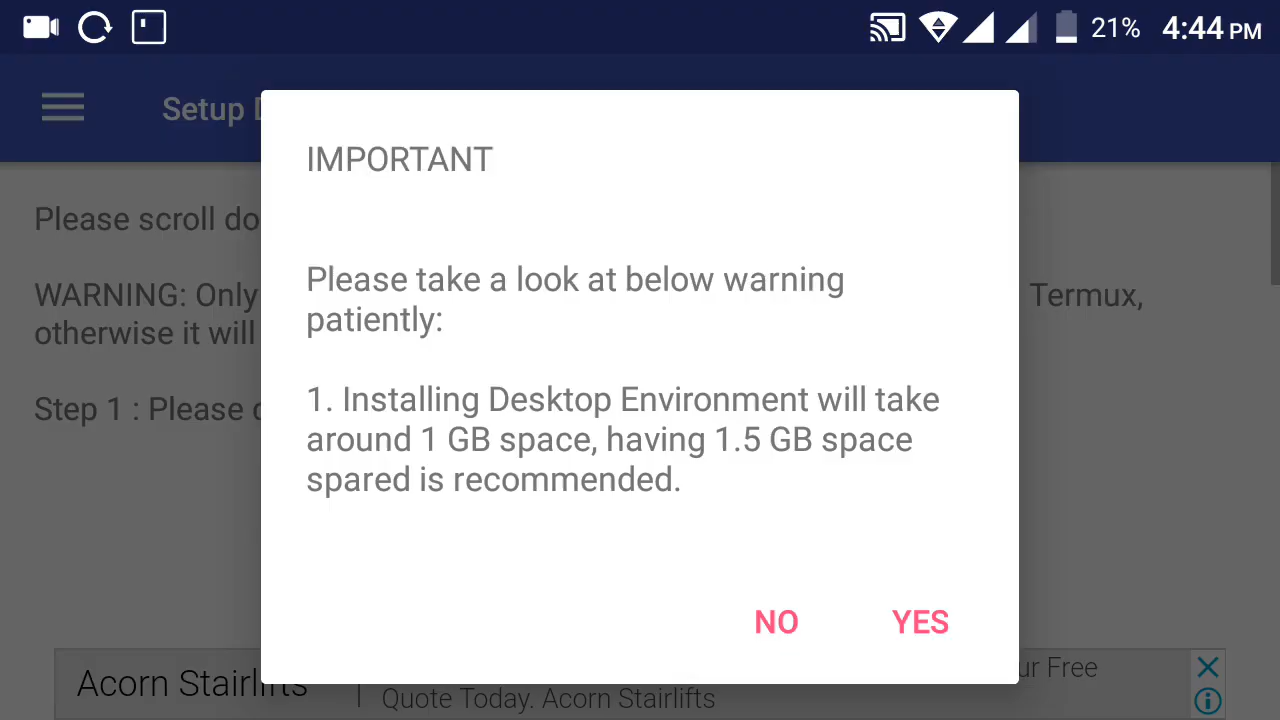 21% 4:44 PM
Setup
IMPORTANT
Please take a look at below warning
patiently:
1. Installing Desktop Environment will take
around 1 GB space, having 1.5 GB space
spared is recommended.
NO YES
Please scroll do
WARNING: Only Termux,
otherwise it will
Step 1 : Please
Acorn Stairlifts
ur Free
Quote Today. Acorn Stairlifts